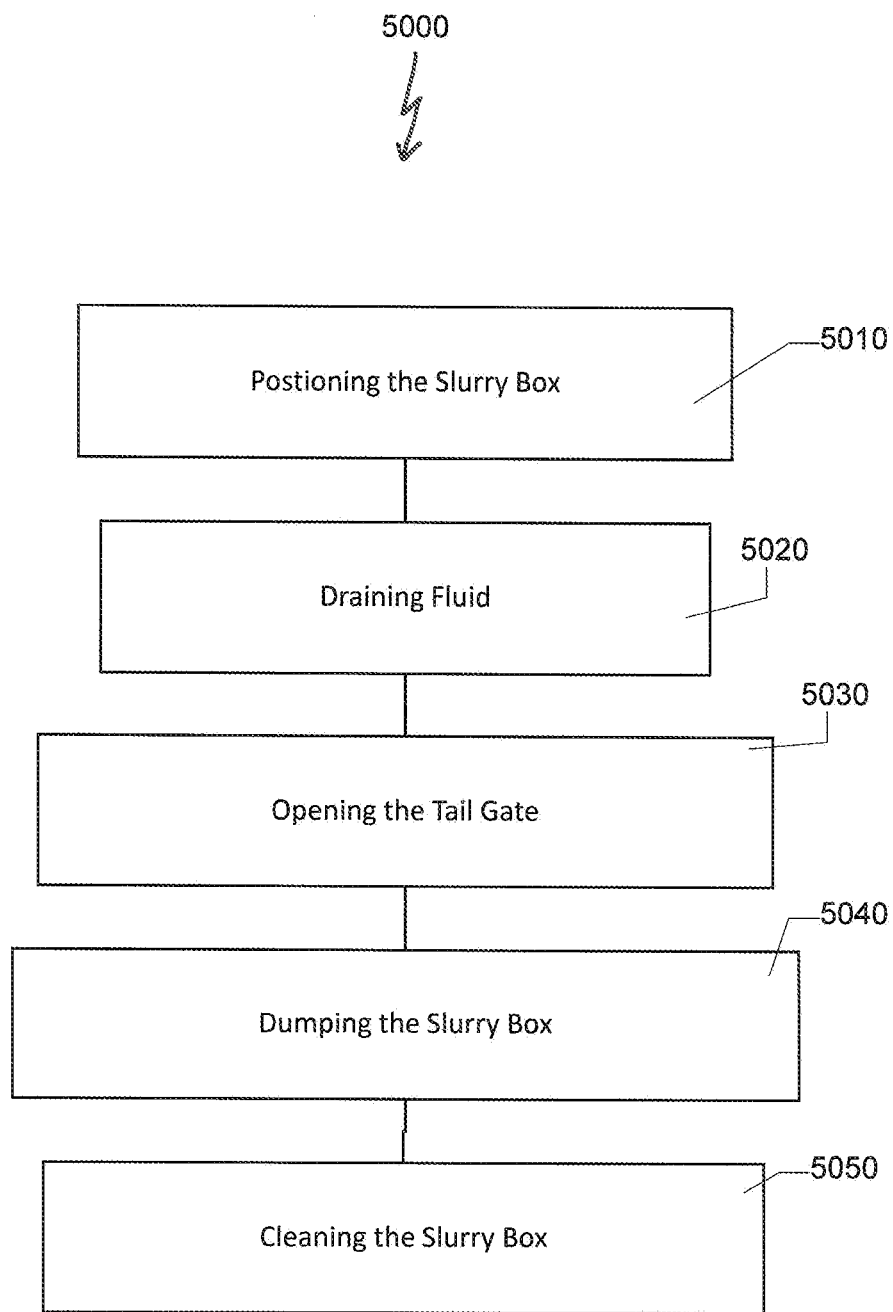 5000
Postioning the Slurry Box
5010
Draining Fluid
5020
Opening the Tail Gate
5030
Dumping the Slurry Box
5040
Cleaning the Slurry Box
5050